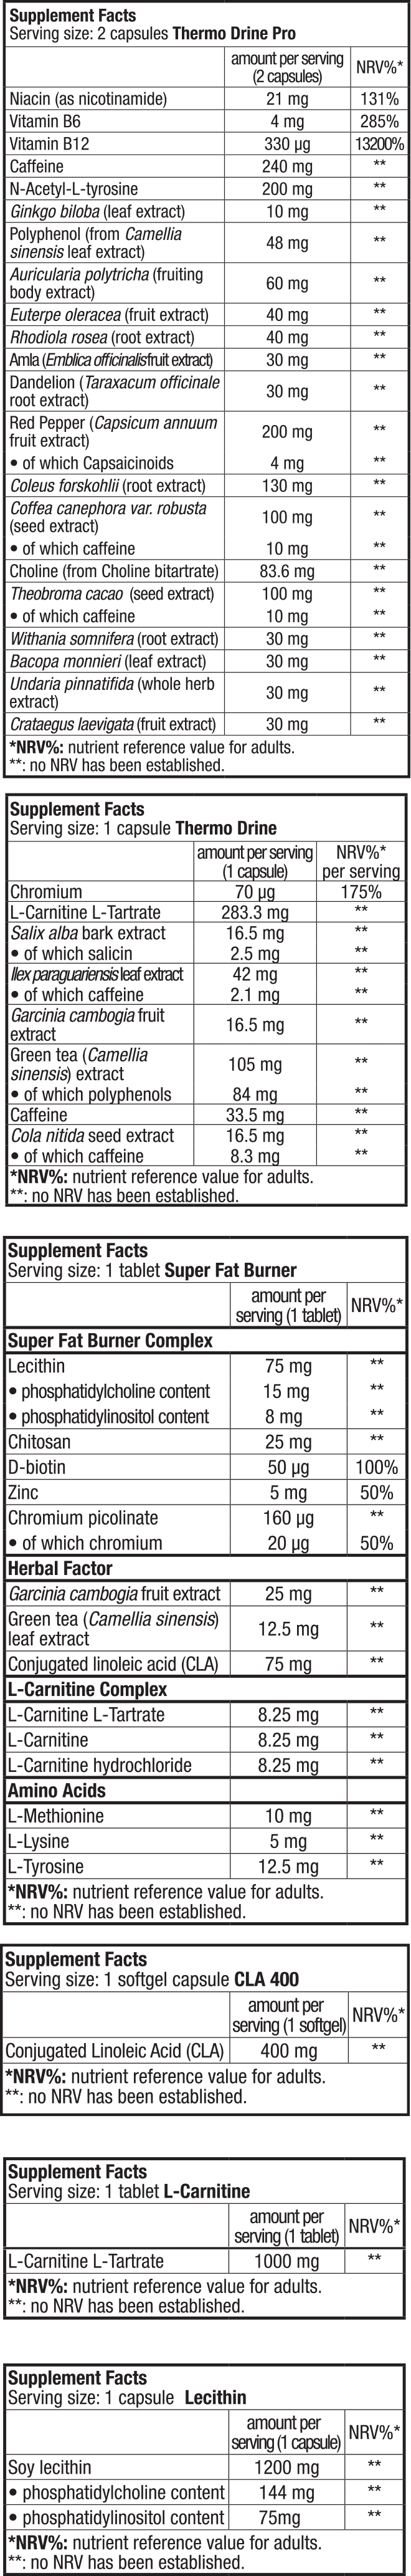 Supplement Facts
Serving size: 2 capsules Thermo Drine Pro
amount per serving
(2 capsules)
NRV%*
Niacin (as nicotinamide) 21 mg 131%
Vitamin B6 4 mg 285%
Vitamin B12 330 µg 13200%
Caffeine 240 mg **
N-Acetyl-L-tyrosine 200 mg **
Ginkgo biloba (leaf extract) 10 mg **
Polyphenol (from Camellia
sinensis leaf extract) 48 mg **
Auricularia polytricha (fruiting
body extract) 60 mg **
Euterpe oleracea (fruit extract) 40 mg **
Rhodiola rosea (root extract) 40 mg **
Amla (Emblica officinalis fruit extract) 30 mg **
Dandelion (Taraxacum officinale
root extract) 30 mg **
Red Pepper (Capsicum annuum
fruit extract) 200 mg **
• of which Capsaicinoids 4 mg **
Coleus forskohlii (root extract) 130 mg **
Coffea canephora var. robusta
(seed extract) 100 mg **
• of which caffeine 10 mg **
Choline (from Choline bitartrate) 83.6 mg **
Theobroma cacao (seed extract) 100 mg **
• of which caffeine 10 mg **
Withania somnifera (root extract) 30 mg **
Bacopa monnieri (leaf extract) 30 mg **
Undaria pinnatifida (whole herb
extract) 30 mg **
Crataegus laevigata (fruit extract) 30 mg **
*NRV%: nutrient reference value for adults.
**: no NRV has been established.
Supplement Facts
Serving size: 1 capsule Thermo Drine
amount per serving
(1 capsule)
NRV%*
per serving
Chromium 70 µg 175%
L-Carnitine L-Tartrate 283.3 mg **
Salix alba bark extract 16.5 mg **
• of which salicin 2.5 mg **
Ilex paraguariensis leaf extract 42 mg **
• of which caffeine 2.1 mg **
Garcinia cambogia fruit
extract 16.5 mg **
Green tea (Camellia
sinensis) extract 105 mg **
• of which polyphenols 84 mg **
Caffeine 33.5 mg **
Cola nitida seed extract 16.5 mg **
• of which caffeine 8.3 mg **
*NRV%: nutrient reference value for adults.
**: no NRV has been established.
Supplement Facts
Serving size: 1 tablet Super Fat Burner
amount per
serving (1 tablet)
NRV%*
Super Fat Burner Complex
Lecithin 75 mg **
• phosphatidylcholine content 15 mg **
• phosphatidylinositol content 8 mg **
Chitosan 25 mg **
D-biotin 50 µg 100%
Zinc 5 mg 50%
Chromium picolinate 160 µg **
• of which chromium 20 µg 50%
Herbal Factor
Garcinia cambogia fruit extract 25 mg **
Green tea (Camellia sinensis)
leaf extract 12.5 mg **
Conjugated linoleic acid (CLA) 75 mg **
L-Carnitine Complex
L-Carnitine L-Tartrate 8.25 mg **
L-Carnitine 8.25 mg **
L-Carnitine hydrochloride 8.25 mg **
Amino Acids
L-Methionine 10 mg **
L-Lysine 5 mg **
L-Tyrosine 12.5 mg **
*NRV%: nutrient reference value for adults.
**: no NRV has been established.
Supplement Facts
Serving size: 1 softgel capsule CLA 400
amount per
serving (1 softgel)
NRV%*
Conjugated Linoleic Acid (CLA) 400 mg **
*NRV%: nutrient reference value for adults.
**: no NRV has been established.
Supplement Facts
Serving size: 1 tablet L-Carnitine
amount per
serving (1 tablet)
NRV%*
L-Carnitine L-Tartrate 1000 mg **
*NRV%: nutrient reference value for adults.
**: no NRV has been established.
Supplement Facts
Serving size: 1 capsule Lecithin
amount per
serving (1 capsule)
NRV%*
Soy lecithin 1200 mg **
• phosphatidylcholine content 144 mg **
• phosphatidylinositol content 75mg **
*NRV%: nutrient reference value for adults.
**: no NRV has been established.